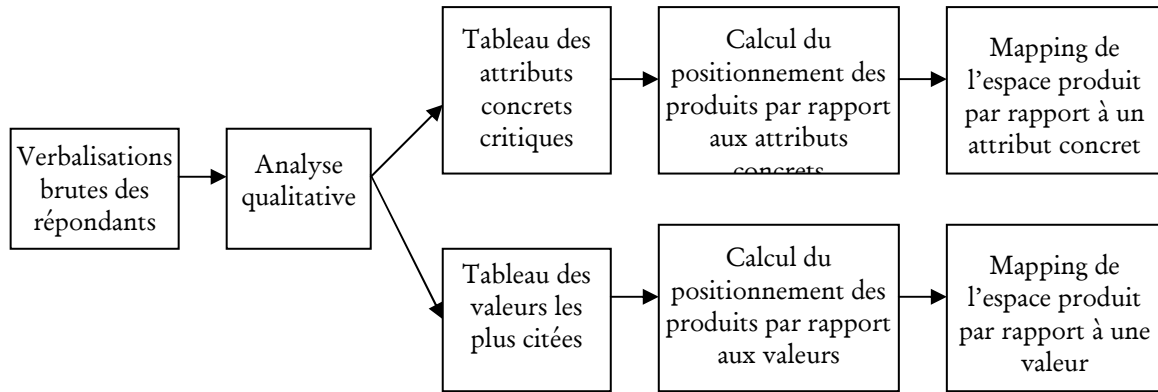 Verbalisations
brutes des
répondants
Analyse
qualitative
Tableau des
attributs
concrets
critiques
Calcul du
positionnement des
produits par rapport
aux attributs
concrets
Mapping de
l'espace produit
par rapport à un
attribut concret
Tableau des
valeurs les
plus citées
Calcul du
positionnement des
produits par rapport
aux valeurs
Mapping de
l'espace produit
par rapport à une
valeur